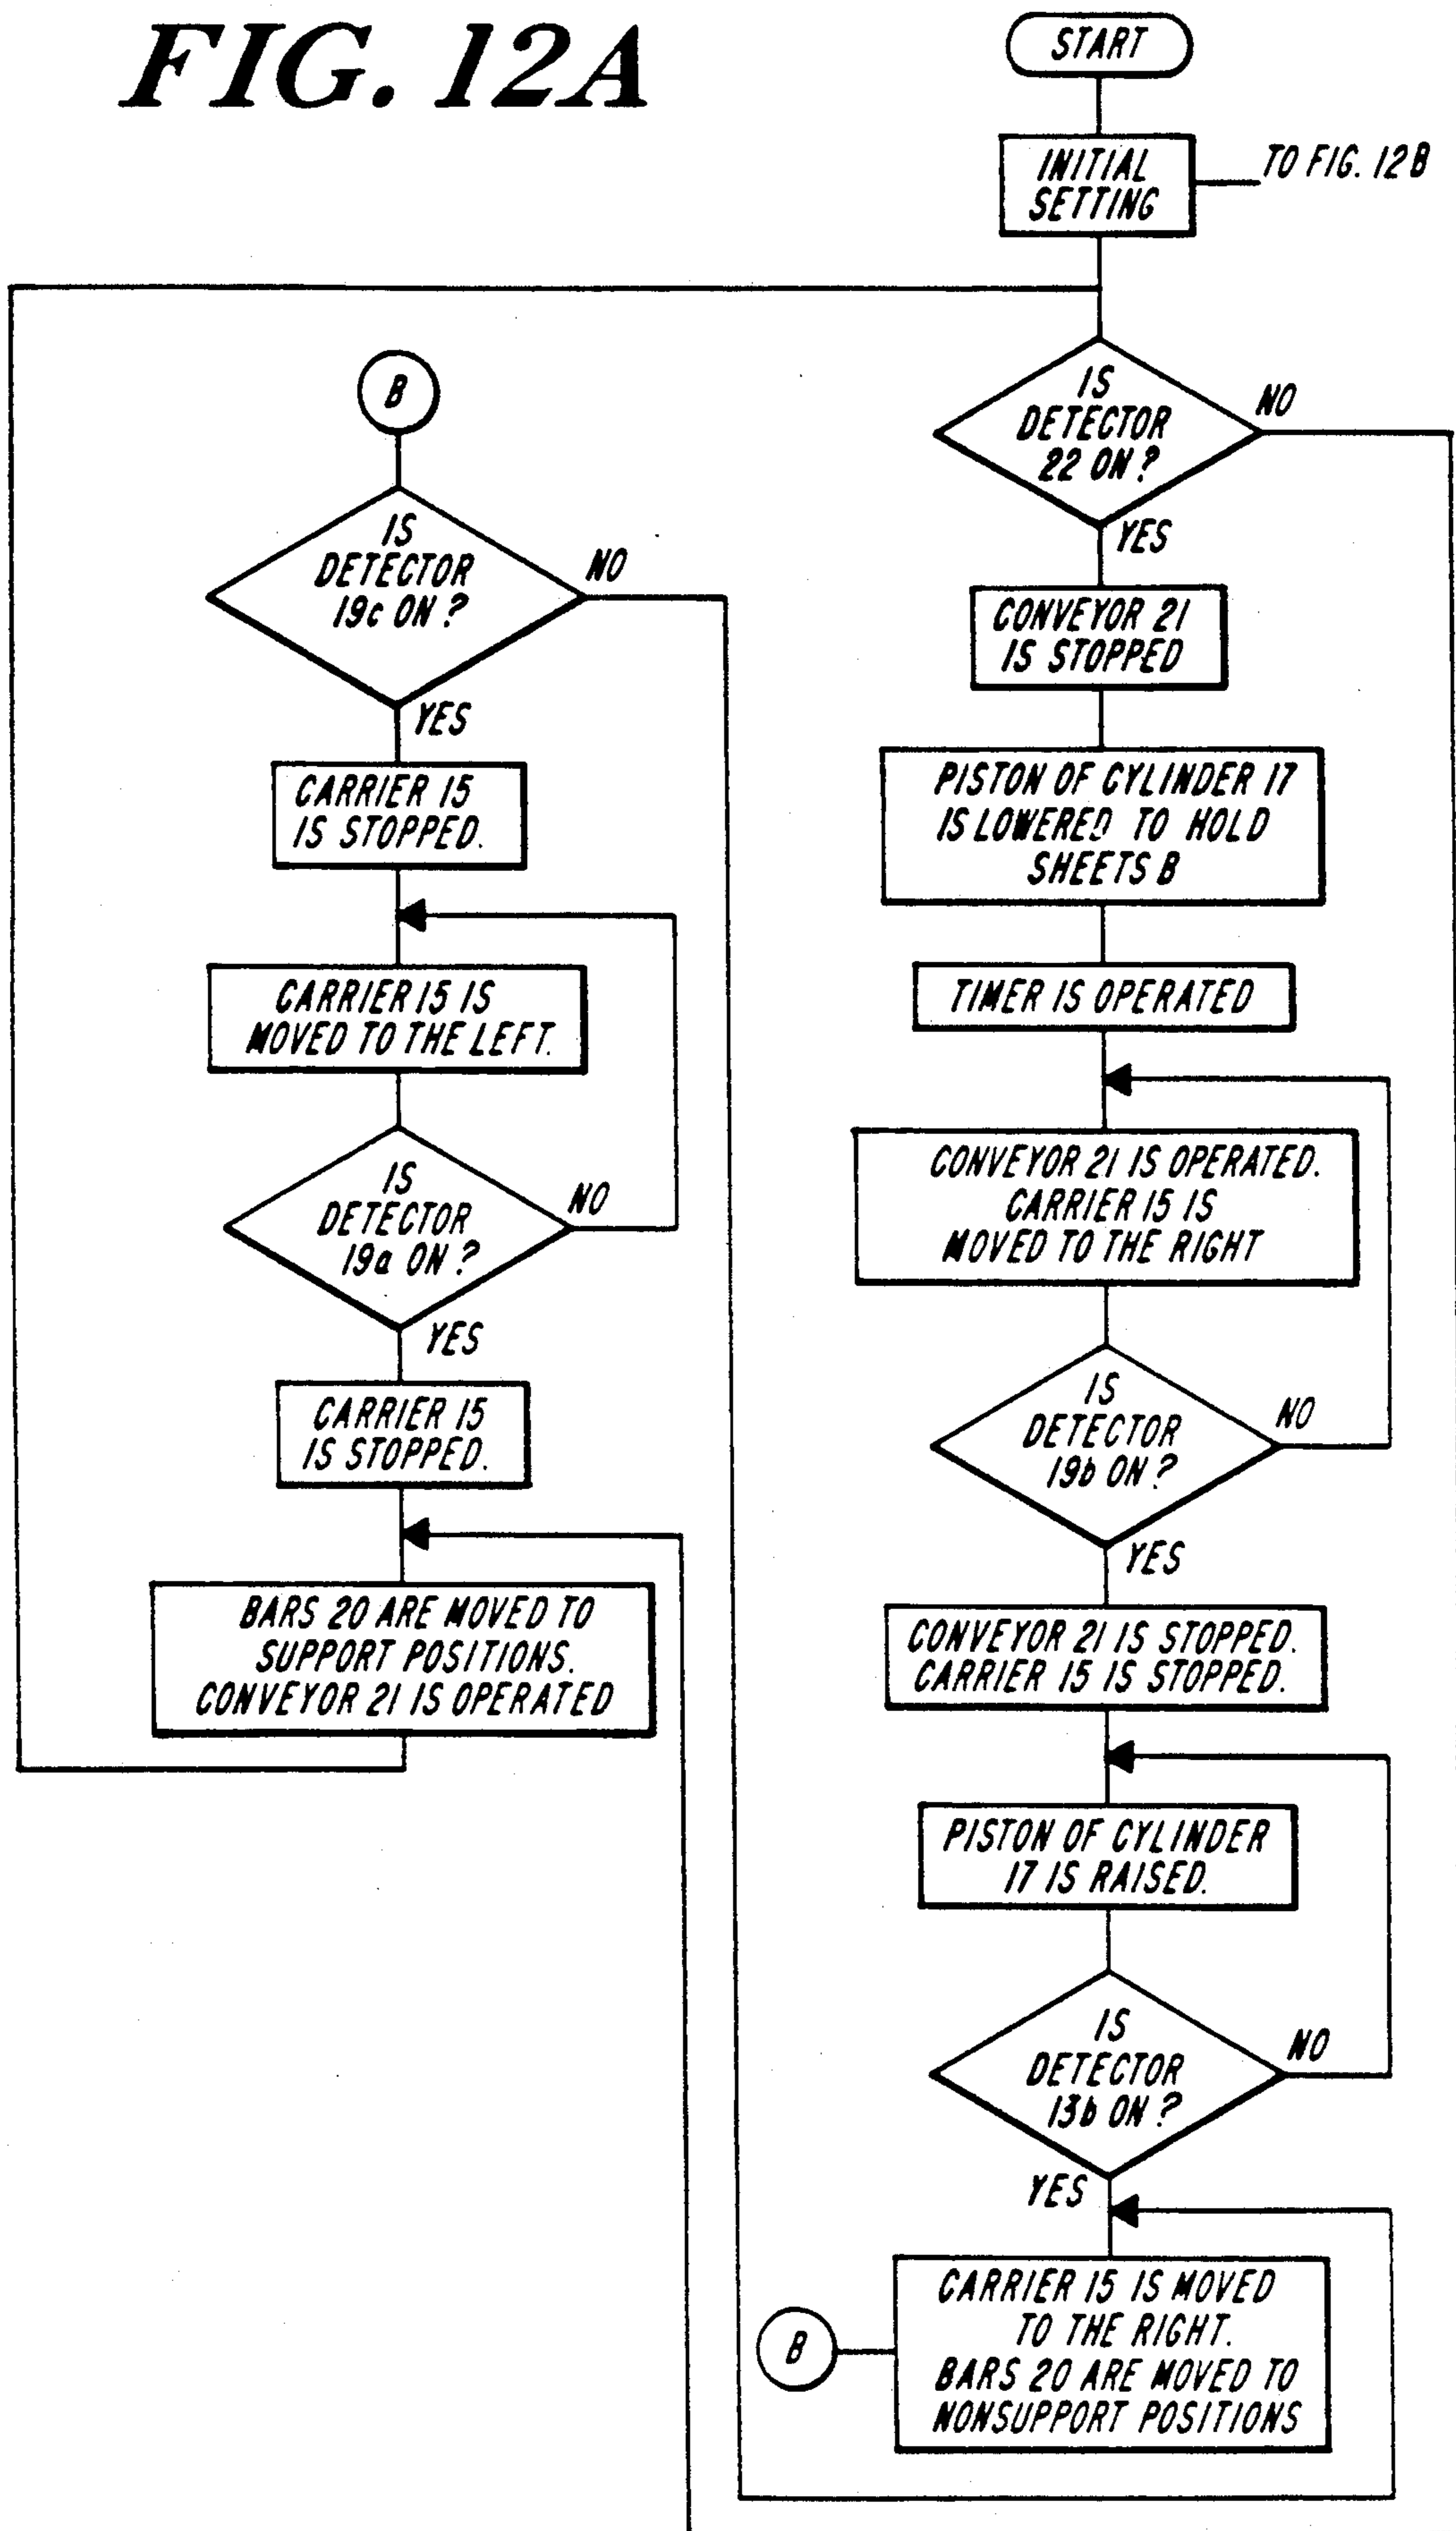 FIG. 12A
START
INITIAL
SETTING
TO FIG. 12B
IS
DETECTOR
22 ON?
NO
YES
CONVEYOR 21
IS STOPPED
PISTON OF CYLINDER 17
IS LOWERED TO HOLD
SHEETS B
TIMER IS OPERATED
CONVEYOR 21 IS OPERATED.
CARRIER 15 IS
MOVED TO THE RIGHT
IS
DETECTOR
19b ON?
NO
YES
CONVEYOR 21 IS STOPPED.
CARRIER 15 IS STOPPED.
PISTON OF CYLINDER
17 IS RAISED.
IS
DETECTOR
13b ON?
NO
YES
CARRIER 15 IS MOVED
TO THE RIGHT.
BARS 20 ARE MOVED TO
NONSUPPORT POSITIONS
B
B
IS
DETECTOR
19c ON?
NO
YES
CARRIER 15
IS STOPPED.
CARRIER 15 IS
MOVED TO THE LEFT.
IS
DETECTOR
19a ON?
NO
YES
CARRIER 15
IS STOPPED.
BARS 20 ARE MOVED TO
SUPPORT POSITIONS.
CONVEYOR 21 IS OPERATED